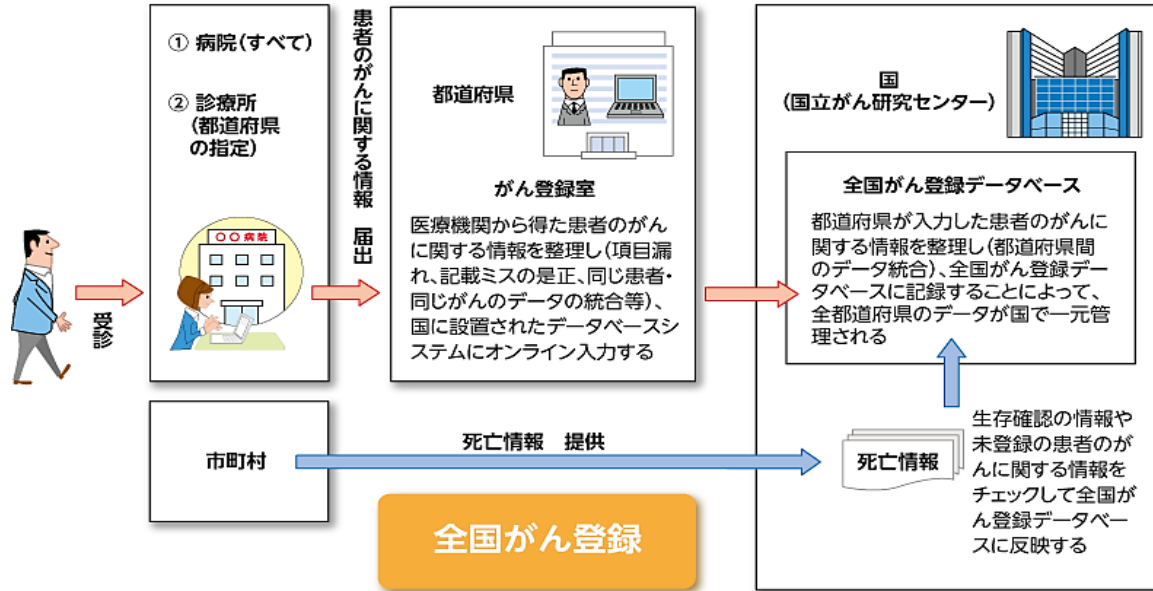 ① 病院(すべて)
② 診療所
(都道府県
の指定)
〇〇病院
受診
患者のがんに関する情報 届出
都道府県
がん登録室
医療機関から得た患者のがん
に関する情報を整理し(項目漏
れ、記載ミスの是正、同じ患者・
同じがんのデータの統合等)、
国に設置されたデータベースシ
ステムにオンライン入力する
国
(国立がん研究センター)
全国がん登録データベース
都道府県が入力した患者のがんに
関する情報を整理し(都道府県間
のデータ統合)、全国がん登録デー
タベースに記録することによって、
全都道府県のデータが国で一元管
理される
市町村
死亡情報 提供
死亡情報
生存確認の情報や
未登録の患者のが
んに関する情報を
チェックして全国が
ん登録データベー
スに反映する
全国がん登録